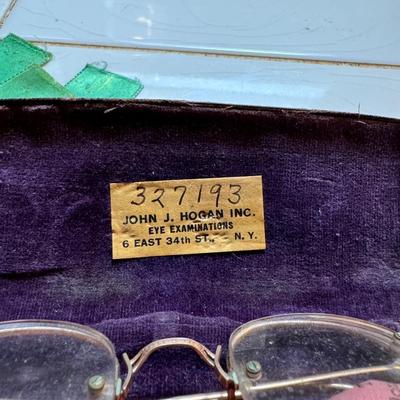 327193
JOHN J. HOGAN INC.
EYE EXAMINATIONS
6 EAST 34th ST., N. Y.